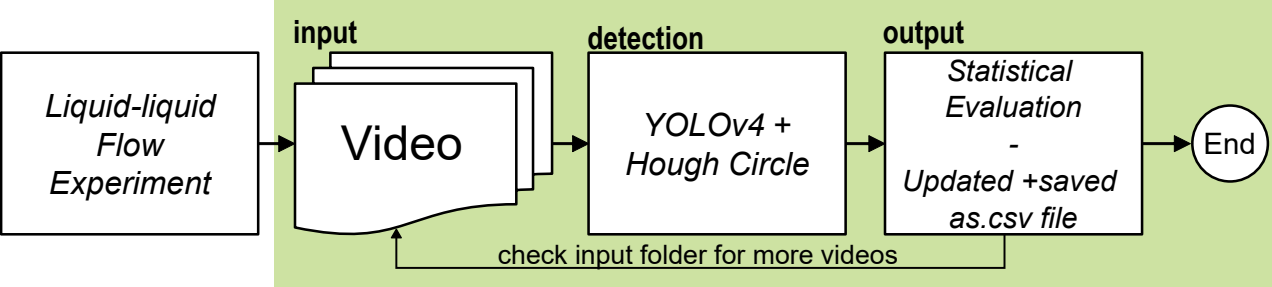 input
detection
output
Liquid-liquid
Flow
Experiment
Video
YOLOv4 +
Hough Circle
Statistical
Evaluation
-
Updated +saved
as.csv file
End
check input folder for more videos